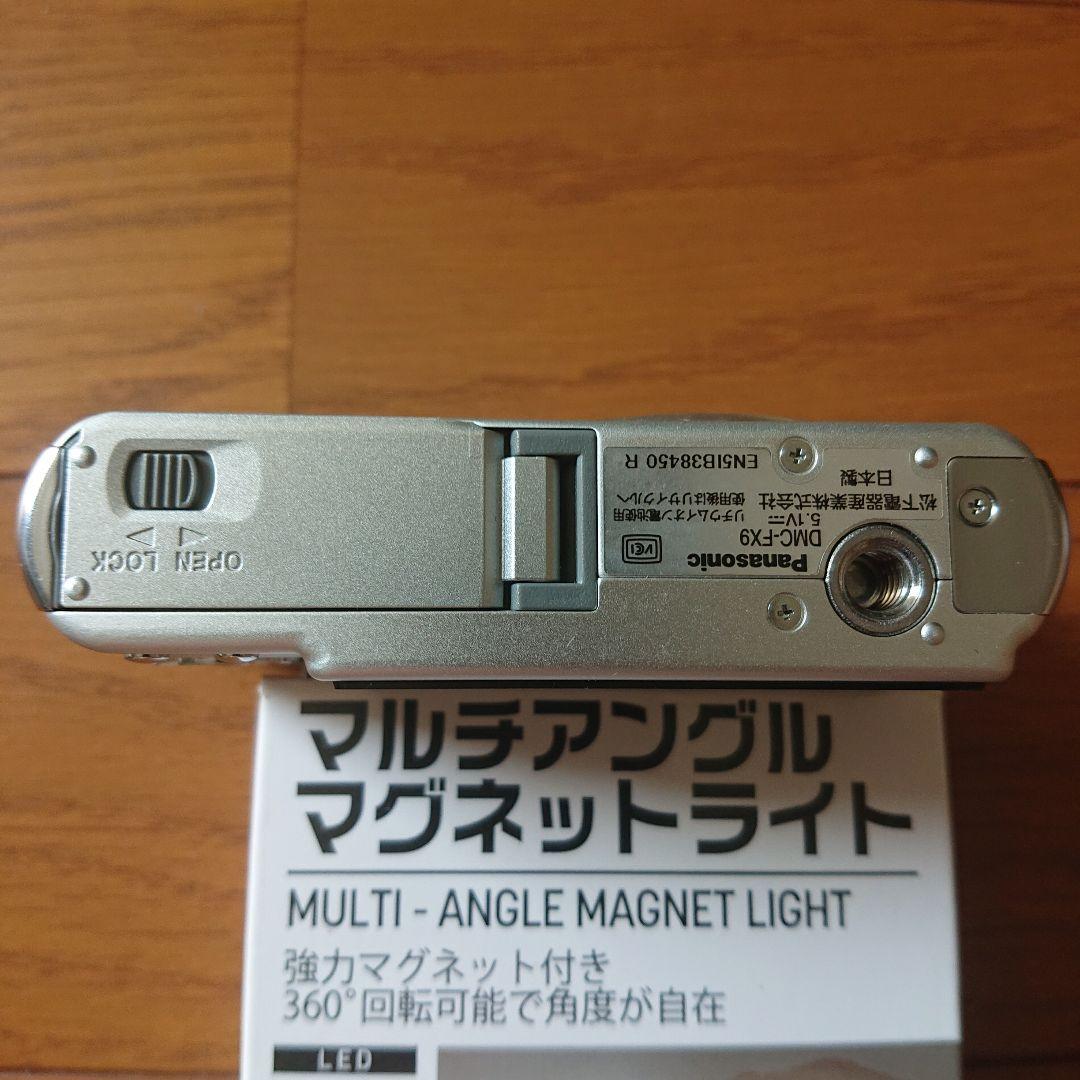 OPEN LOCK
Panasonic
DMC-FX9
5.1V
VCI
松下電器産業株式会社
日本製
リチウムイオン電池使用
使用後はリサイクルへ
EN5IB38450 R
マルチアングル
マグネットライト
MULTI - ANGLE MAGNET LIGHT
強力マグネット付き
360°回転可能で角度が自在
LED